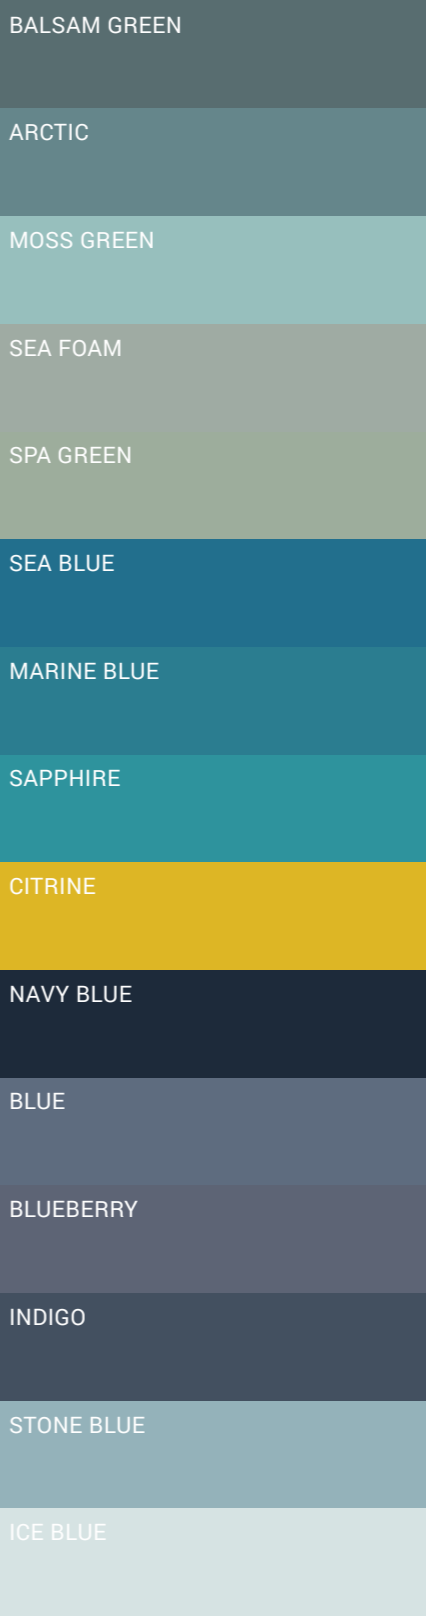 BALSAM GREEN
ARCTIC
MOSS GREEN
SEA FOAM
SPA GREEN
SEA BLUE
MARINE BLUE
SAPPHIRE
CITRINE
NAVY BLUE
BLUE
BLUEBERRY
INDIGO
STONE BLUE
ICE BLUE